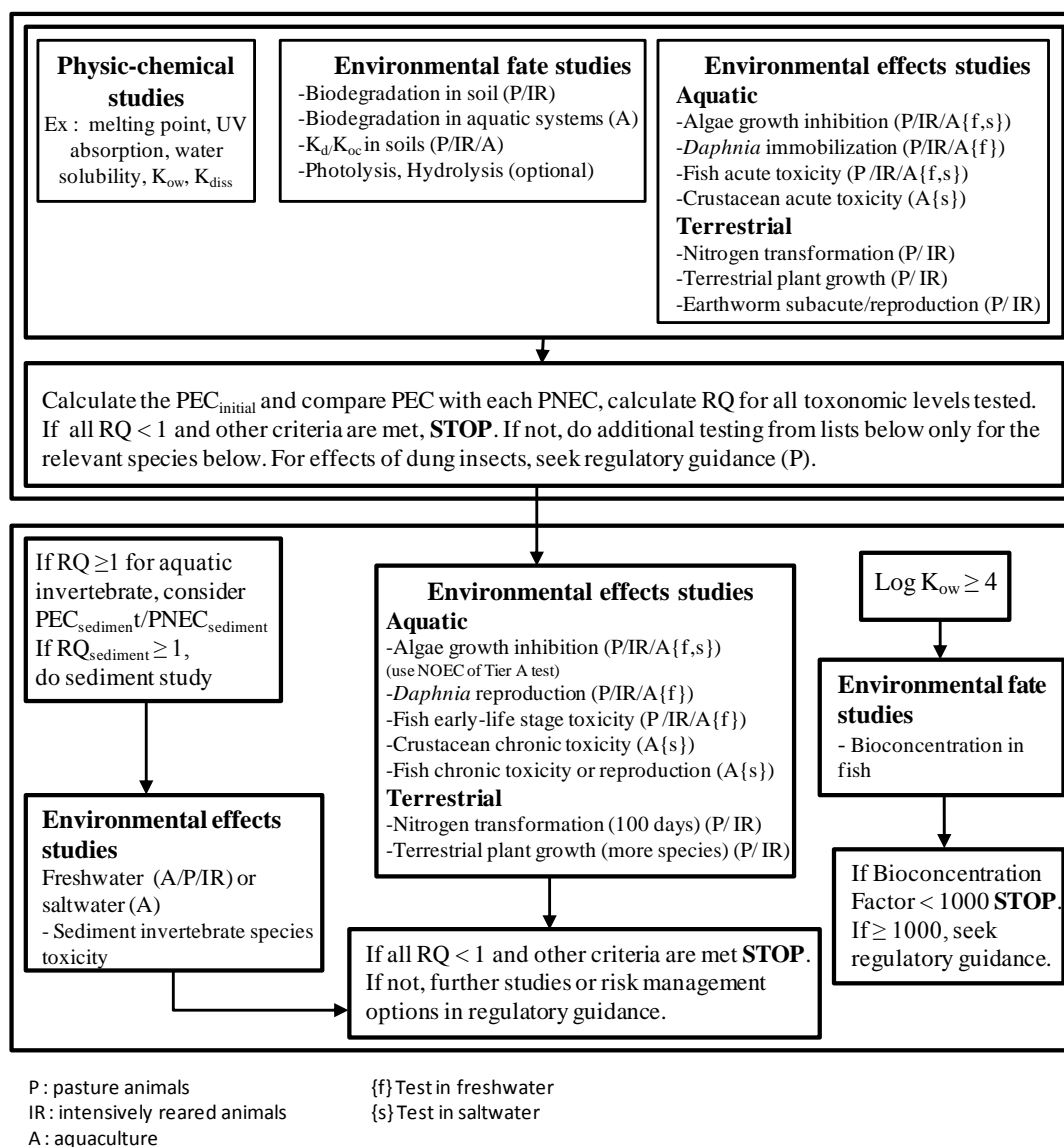 Physic-chemical
studies
Ex : melting point, UV
absorption, water
solubility, Kow, Kdiss
Environmental fate studies
-Biodegradation in soil (P/IR)
-Biodegradation in aquatic systems (A)
-Kd/Koc in soils (P/IR/A)
-Photolysis, Hydrolysis (optional)
Environmental effects studies
Aquatic
-Algae growth inhibition (P/IR/A{f,s})
-Daphnia immobilization (P/IR/A{f})
-Fish acute toxicity (P /IR/A{f,s})
-Crustacean acute toxicity (A{s})
Terrestrial
-Nitrogen transformation (P/ IR)
-Terrestrial plant growth (P/ IR)
-Earthworm subacute/reproduction (P/ IR)
Calculate the PECinitial and compare PEC with each PNEC, calculate RQ for all toxonomic levels tested.
If all RQ < 1 and other criteria are met, STOP. If not, do additional testing from lists below only for the
relevant species below. For effects of dung insects, seek regulatory guidance (P).
If RQ ≥1 for aquatic
invertebrate, consider
PECsediment/PNECsediment
If RQsediment ≥ 1,
do sediment study
Environmental effects
studies
Freshwater (A/P/IR) or
saltwater (A)
- Sediment invertebrate species
toxicity
Environmental effects studies
Aquatic
-Algae growth inhibition (P/IR/A{f,s})
(use NOEC of Tier A test)
-Daphnia reproduction (P/IR/A{f})
-Fish early-life stage toxicity (P /IR/A{f})
-Crustacean chronic toxicity (A{s})
-Fish chronic toxicity or reproduction (A{s})
Terrestrial
-Nitrogen transformation (100 days) (P/ IR)
-Terrestrial plant growth (more species) (P/ IR)
If all RQ < 1 and other criteria are met STOP.
If not, further studies or risk management
options in regulatory guidance.
Log Kow ≥ 4
Environmental fate
studies
- Bioconcentration in
fish
If Bioconcentration
Factor < 1000 STOP.
If ≥ 1000, seek
regulatory guidance.
P : pasture animals
IR : intensively reared animals
A : aquaculture
{f} Test in freshwater
{s} Test in saltwater